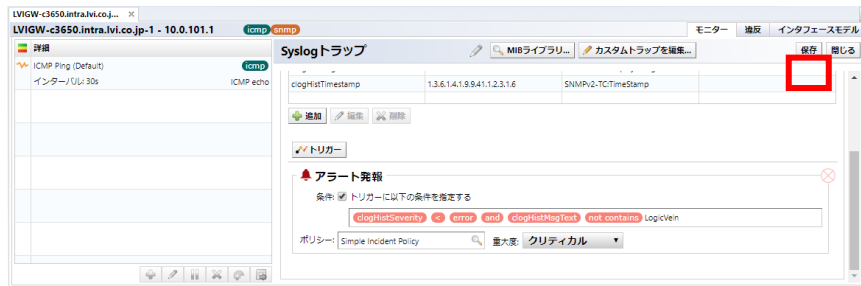 LVIGW-c3650.intra.lvi.co.j... ×
LVIGW-c3650.intra.lvi.co.jp-1 - 10.0.101.1 icmp snmp モニター 違反 インタフェースモデル
詳細
ICMP Ping (Default) icmp
インターバル: 30s ICMP echo
Syslogトラップ MIBライブラリ... カスタムトラップを編集... 保存 閉じる
clogHistTimestamp 1.3.6.1.4.1.9.9.41.1.2.3.1.6 SNMPv2-TC:TimeStamp
追加 編集 削除
トリガー
アラート発報
条件: トリガーに以下の条件を指定する
clogHistSeverity < error and clogHistMsgText not contains LogicVein
ポリシー: Simple Incident Policy 重大度: クリティカル